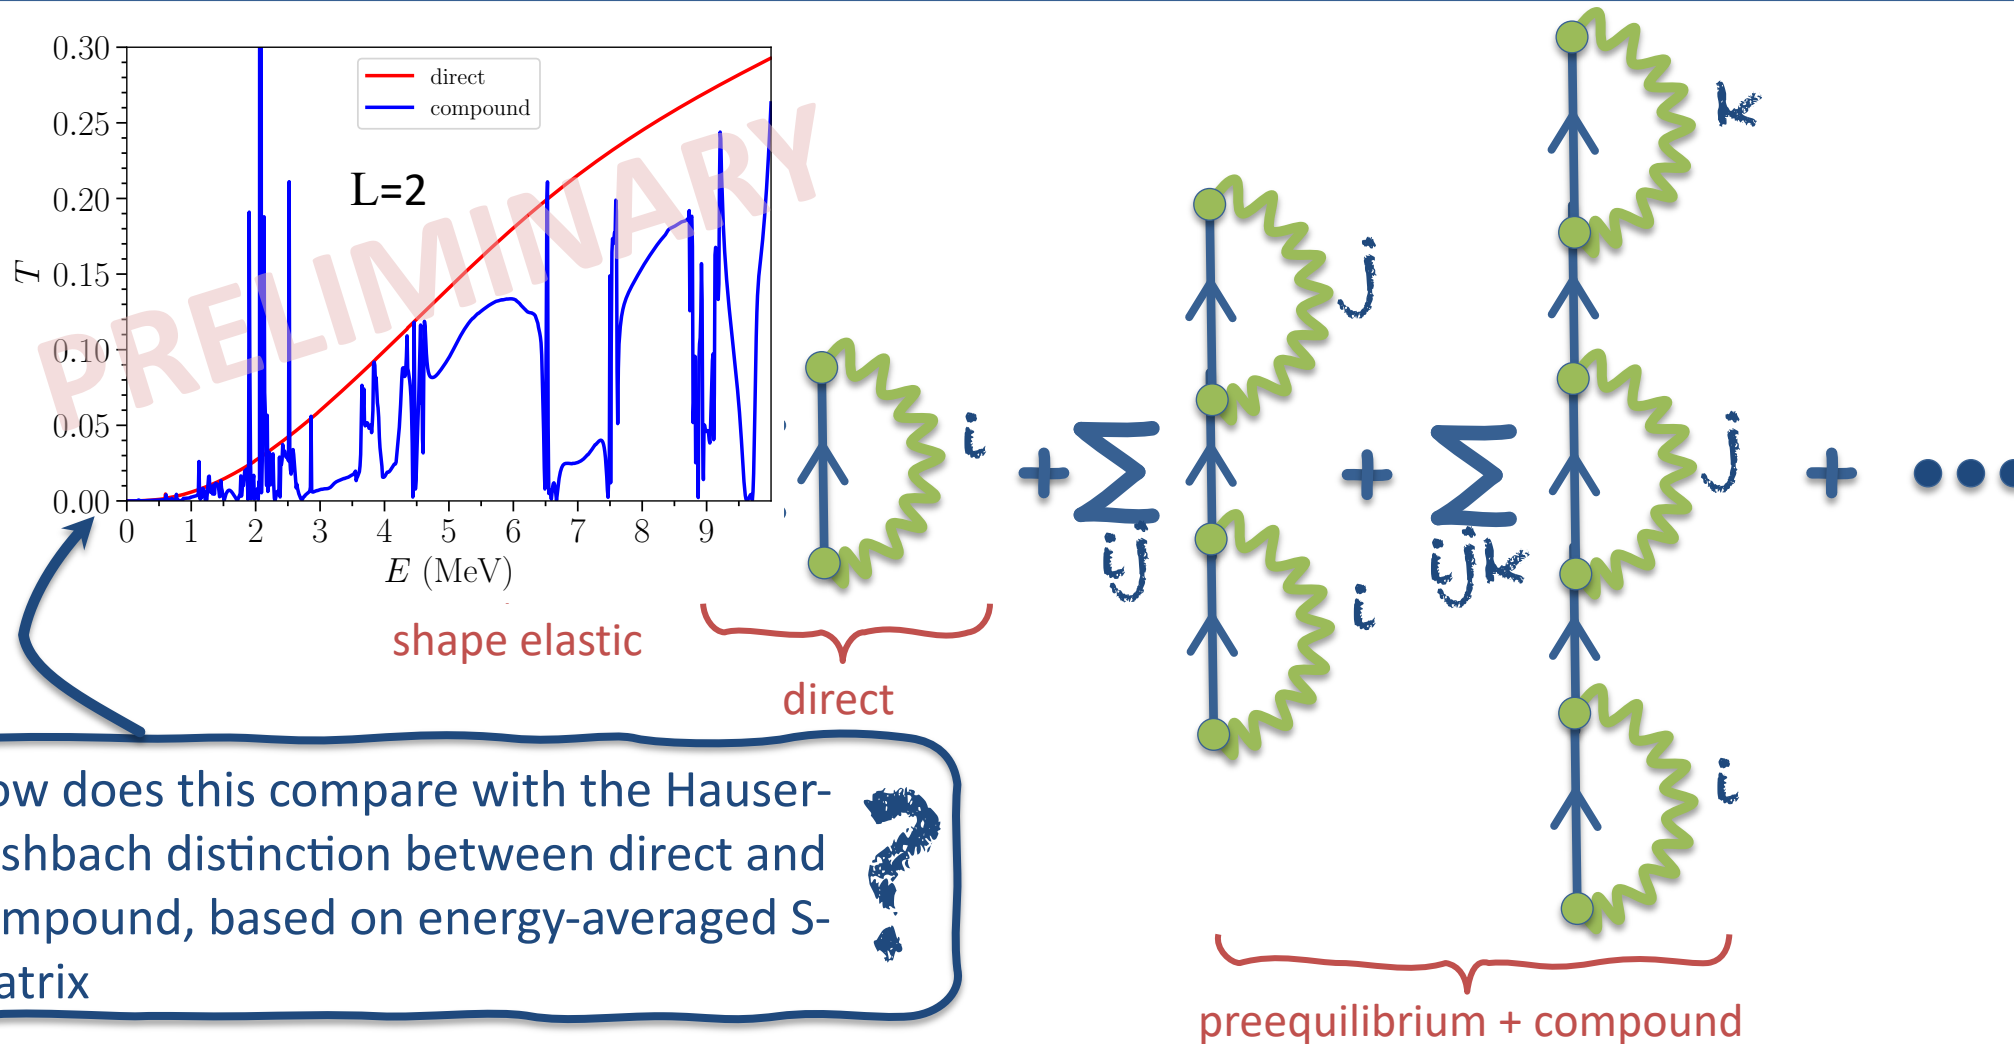 0.30
0.25
0.20
0.15
0.10
0.05
0.00
T
direct
compound
L=2
PRELIMINARY
0 1 2 3 4 5 6 7 8 9
E (MeV)
i
+
∑
ij
j
i
+
∑
ijk
k
j
i
+
shape elastic
direct
preequilibrium + compound
ow does this compare with the Hauser-
shbach distinction between direct and
mpound, based on energy-averaged S-
atrix
?